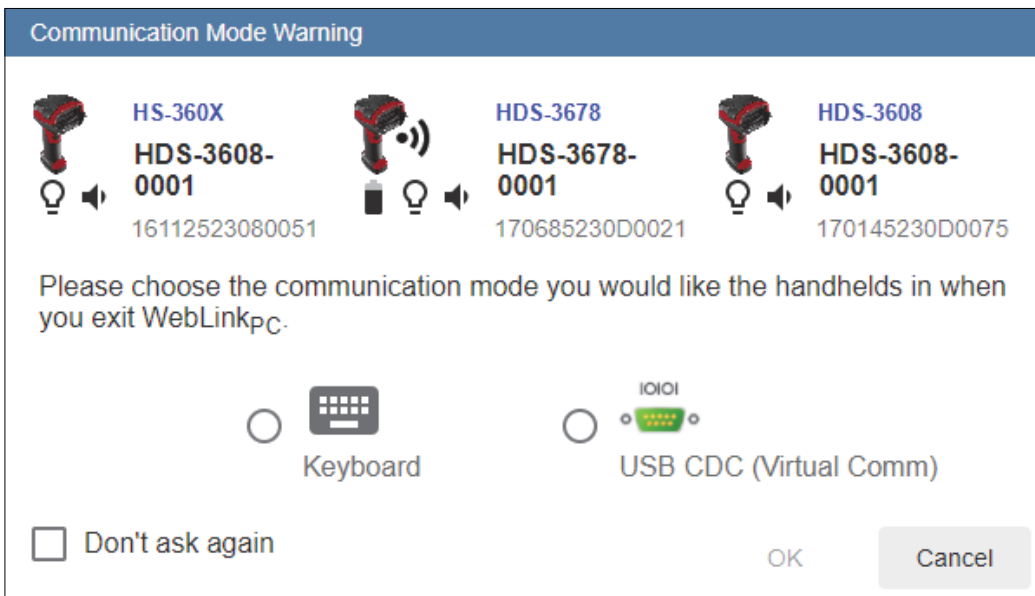 Communication Mode Warning
HS-360X
HDS-3608-
0001
16112523080051
HDS-3678
HDS-3678-
0001
170685230D0021
HDS-3608
HDS-3608-
0001
170145230D0075
Please choose the communication mode you would like the handhelds in when
you exit WebLinkPC.
Keyboard
IOIOI
USB CDC (Virtual Comm)
Don't ask again
OK
Cancel